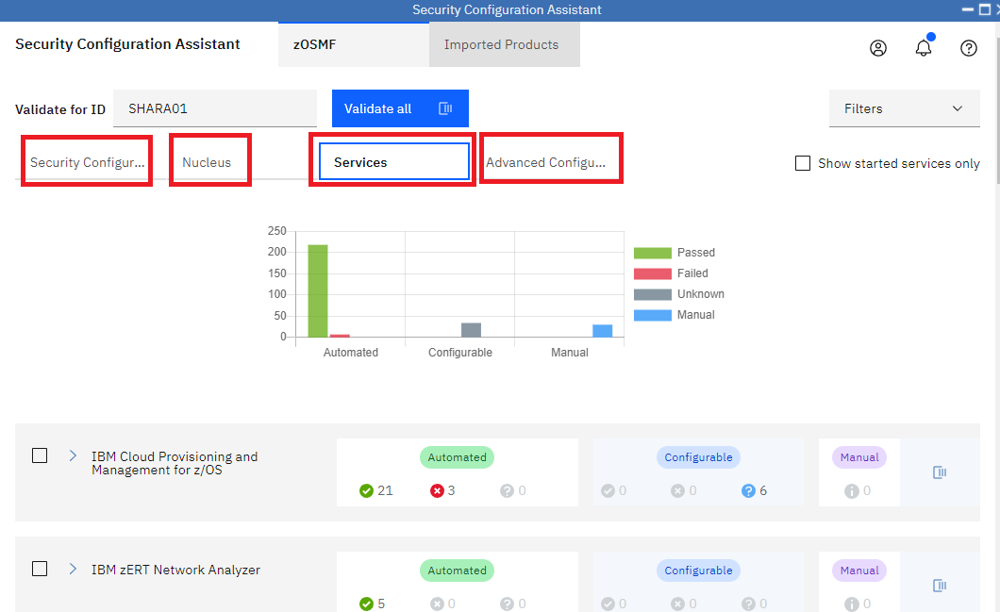 Security Configuration Assistant
Security Configuration Assistant
zOSMF
Imported Products
Validate for ID
SHARA01
Validate all
Filters
Security Configur...
Nucleus
Services
Advanced Configu...
Show started services only
250
200
150
100
50
0
Automated
Configurable
Manual
Passed
Failed
Unknown
Manual
IBM Cloud Provisioning and
Management for z/OS
Automated
21 3 0
Configurable
0 0 6
Manual
0
IBM zERT Network Analyzer
Automated
5 0 0
Configurable
0 0 0
Manual
0